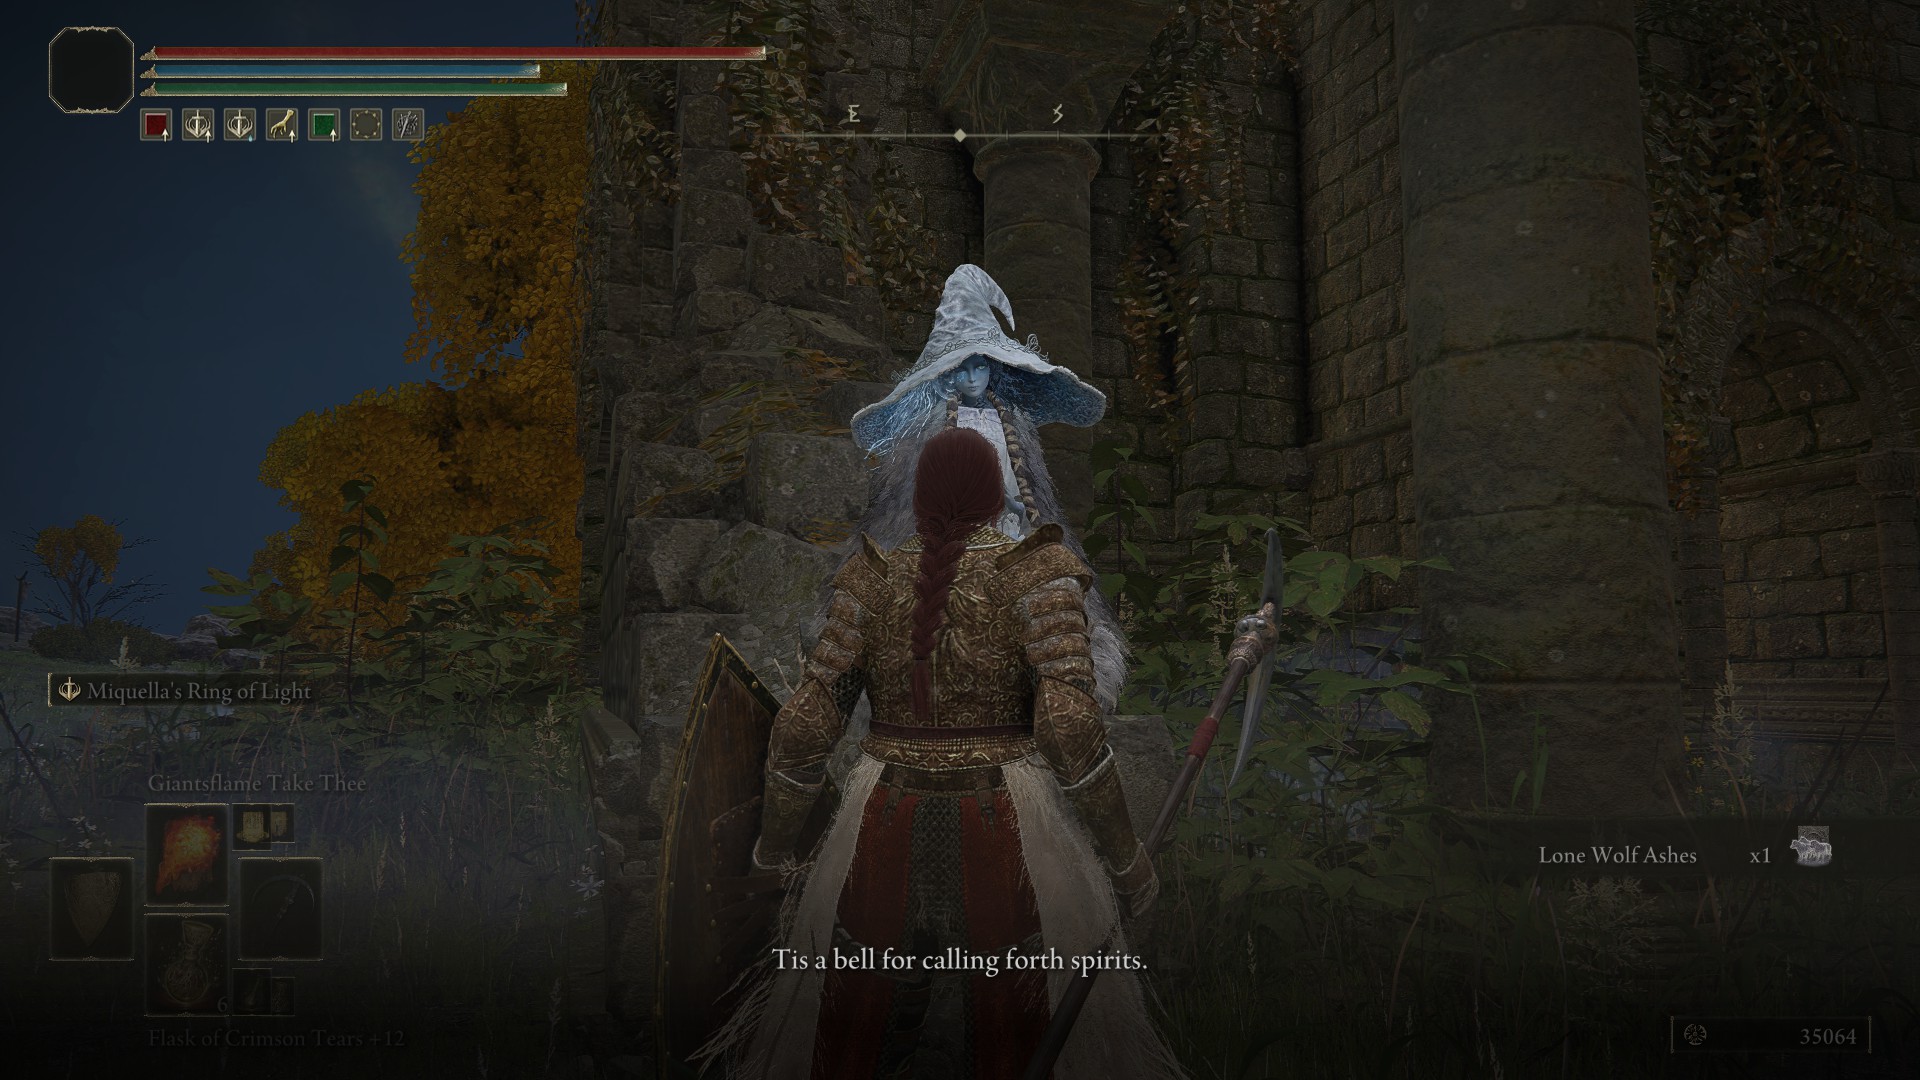 E S
Miquella's Ring of Light
Giantsflame Take Thee
Lone Wolf Ashes x1
Tis a bell for calling forth spirits.
6
Flask of Crimson Tears +12
35064